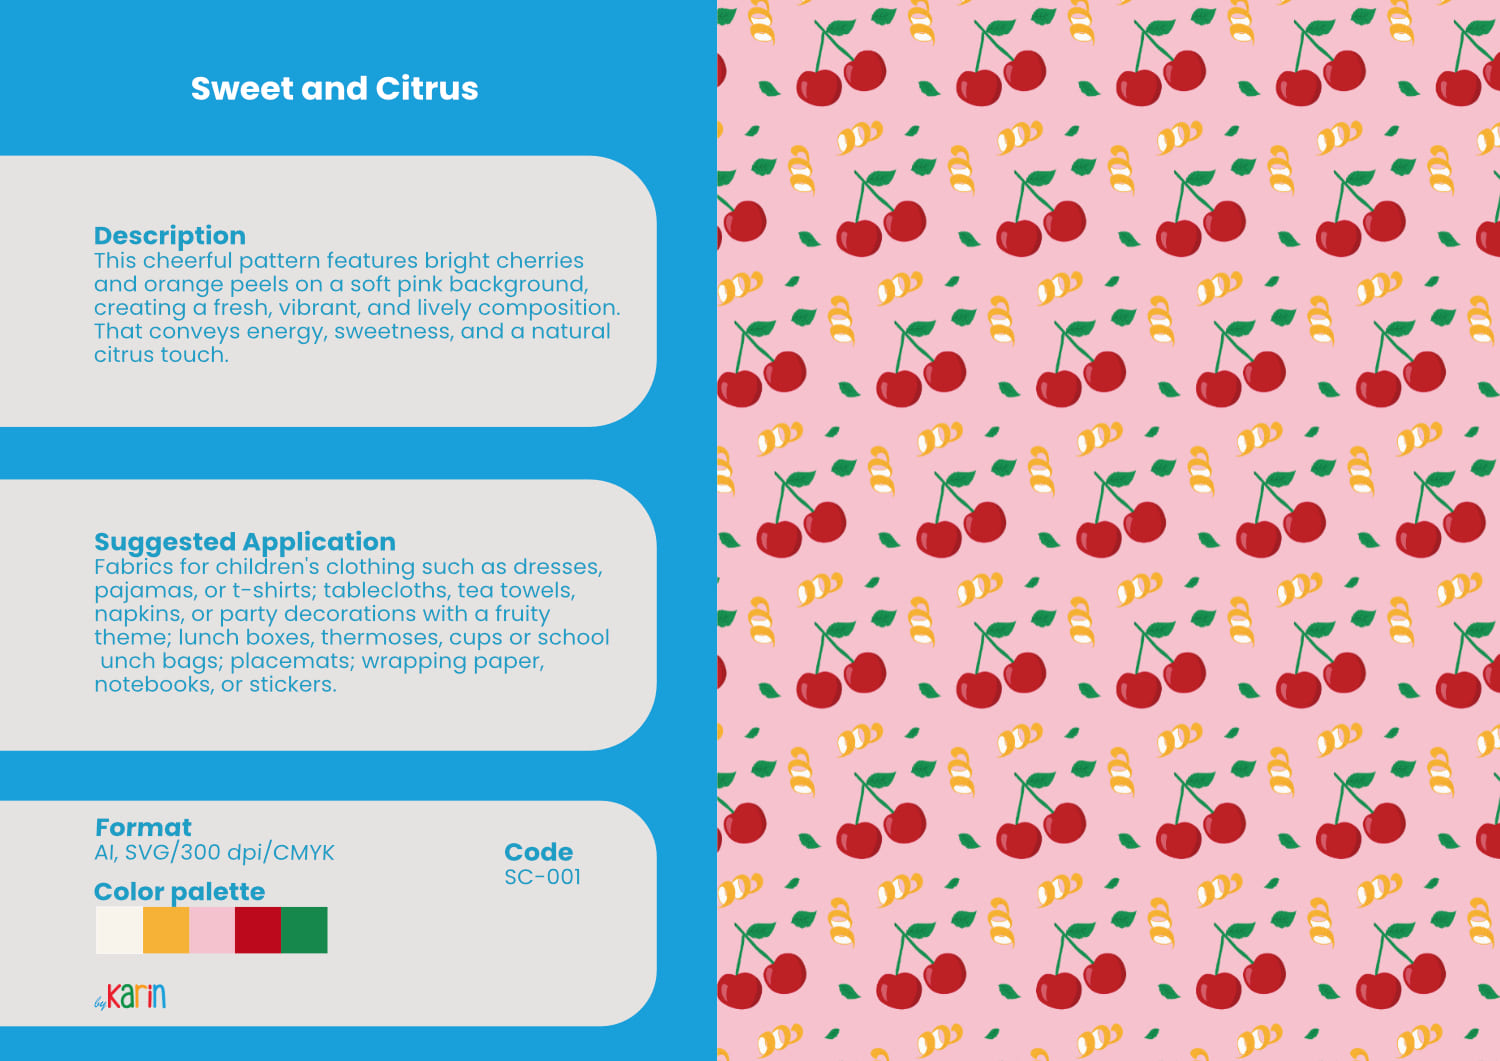 Sweet and Citrus
Description
This cheerful pattern features bright cherries
and orange peels on a soft pink background,
creating a fresh, vibrant, and lively composition.
That conveys energy, sweetness, and a natural
citrus touch.
Suggested Application
Fabrics for children's clothing such as dresses,
pajamas, or t-shirts; tablecloths, tea towels,
napkins, or party decorations with a fruity
theme; lunch boxes, thermoses, cups or school
unch bags; placemats; wrapping paper,
notebooks, or stickers.
Format
AI, SVG/300 dpi/CMYK
Code
SC-001
Color palette
by Karin